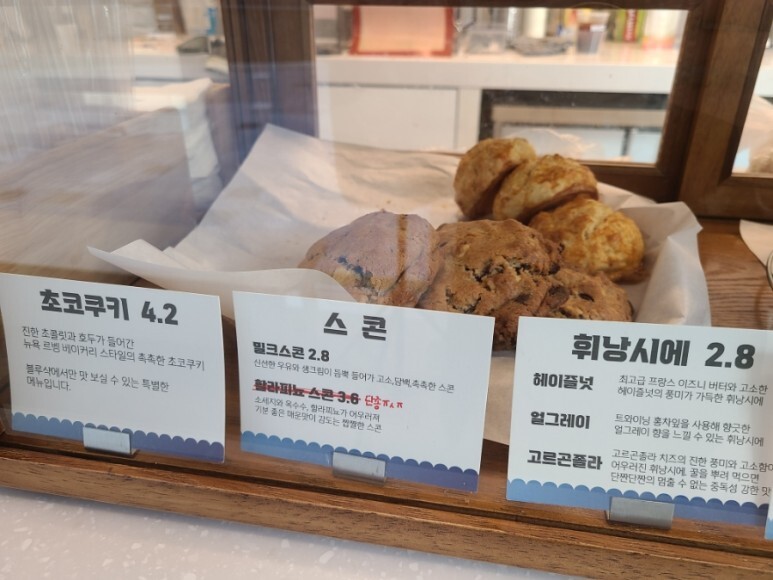 초코쿠키 4.2
진한 초콜릿과 호두가 들어간
뉴욕 르벵 베이커리 스타일의 촉촉한 초코쿠키
블루삭에서만 맛 보실 수 있는 특별한
메뉴입니다.
스콘
밀크스콘 2.8
신선한 우유와 생크림이 듬뿍 들어가 고소,담백,촉촉한 스콘
할라피뇨 스콘 3.6 단종ㅠㅅㅠ
소세지와 옥수수, 할라피뇨가 어우러져
기분 좋은 매운맛이 감도는 짭짤한 스콘
휘낭시에 2.8
헤이즐넛 최고급 프랑스 이즈니 버터와 고소한
헤이즐넛의 풍미가 가득한 휘낭시에
얼그레이 트와이닝 홍차잎을 사용해 향긋한
얼그레이 향을 느낄 수 있는 휘낭시에
고르곤졸라 고르곤졸라 치즈의 진한 풍미와 고소함이
어우러진 휘낭시에, 꿀을 뿌려 먹으면
단짠단짠의 멈출 수 없는 중독성 강한 맛